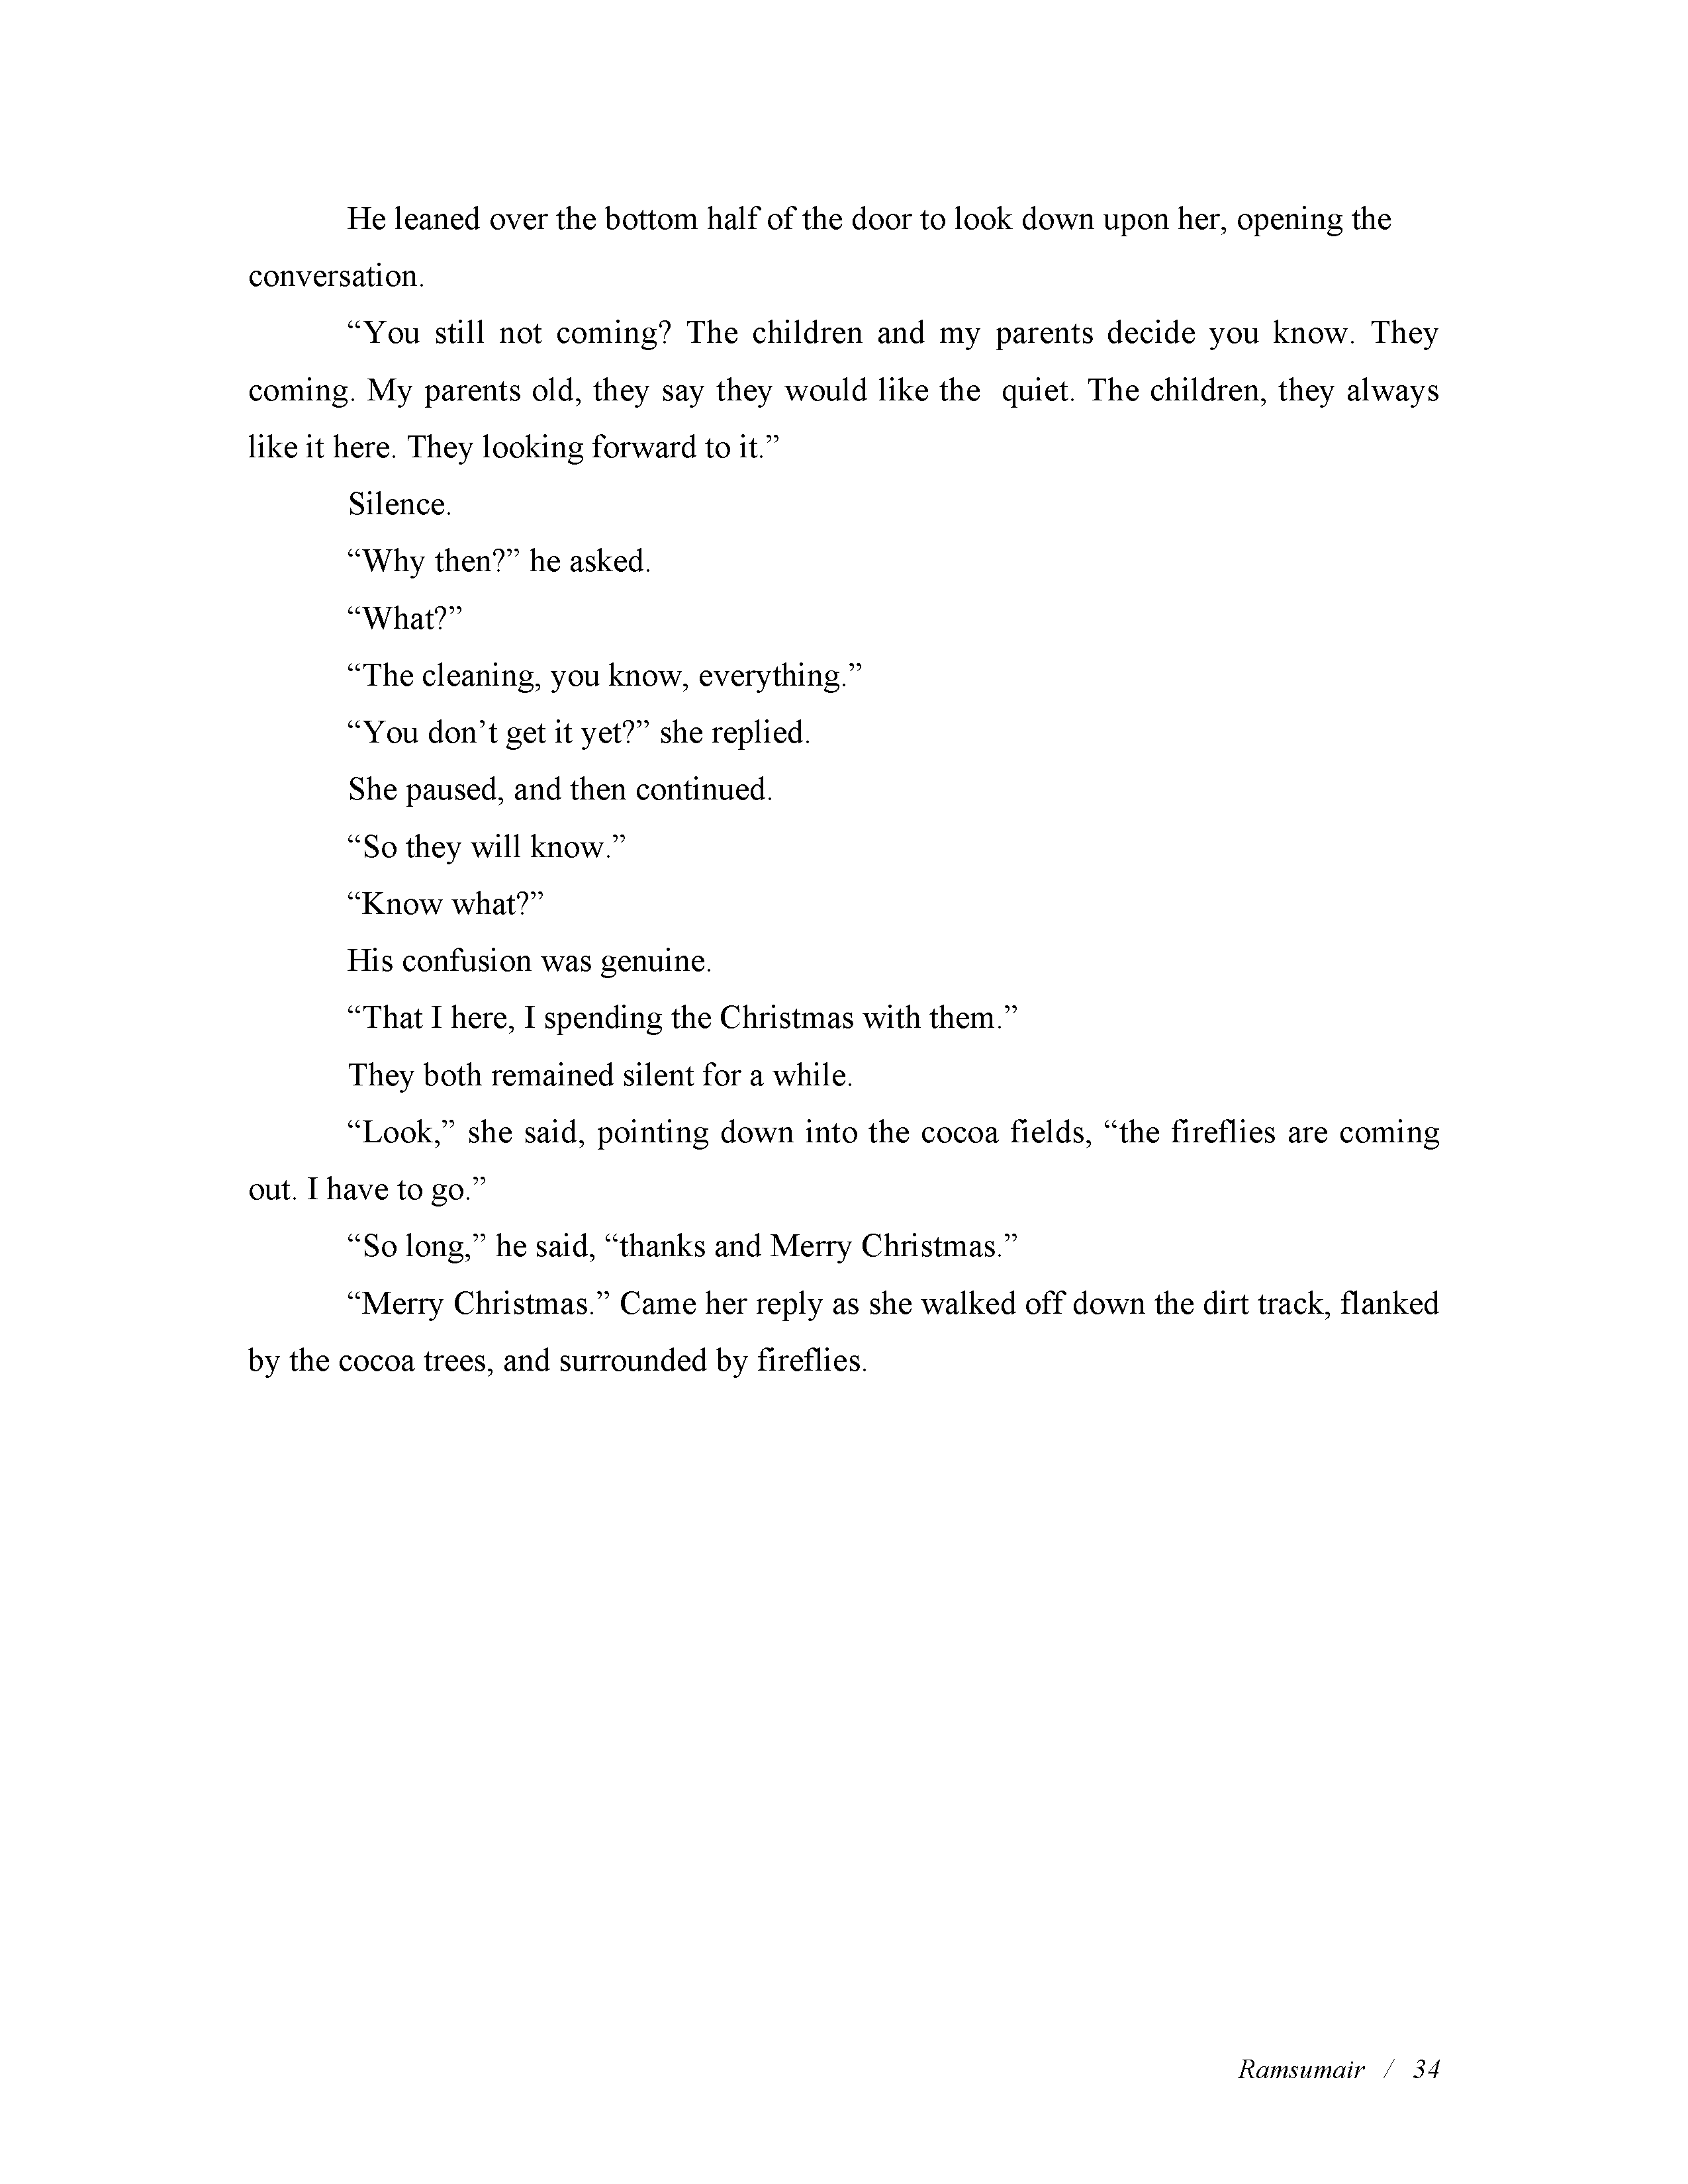 He leaned over the bottom half of the door to look down upon her, opening the
conversation.
“You still not coming? The children and my parents decide you know. They
coming. My parents old, they say they would like the  quiet. The children, they always
like it here. They looking forward to it.”
Silence.
“Why then?” he asked.
“What?”
“The cleaning, you know, everything.”
“You don’t get it yet?” she replied.
She paused, and then continued.
“So they will know.”
“Know what?”
His confusion was genuine.
“That I here, I spending the Christmas with them.”
They both remained silent for a while.
“Look,” she said, pointing down into the cocoa fields, “the fireflies are coming
out. I have to go.”
“So long,” he said, “thanks and Merry Christmas.”
“Merry Christmas.” Came her reply as she walked off down the dirt track, flanked
by the cocoa trees, and surrounded by fireflies.
Ramsumair / 34